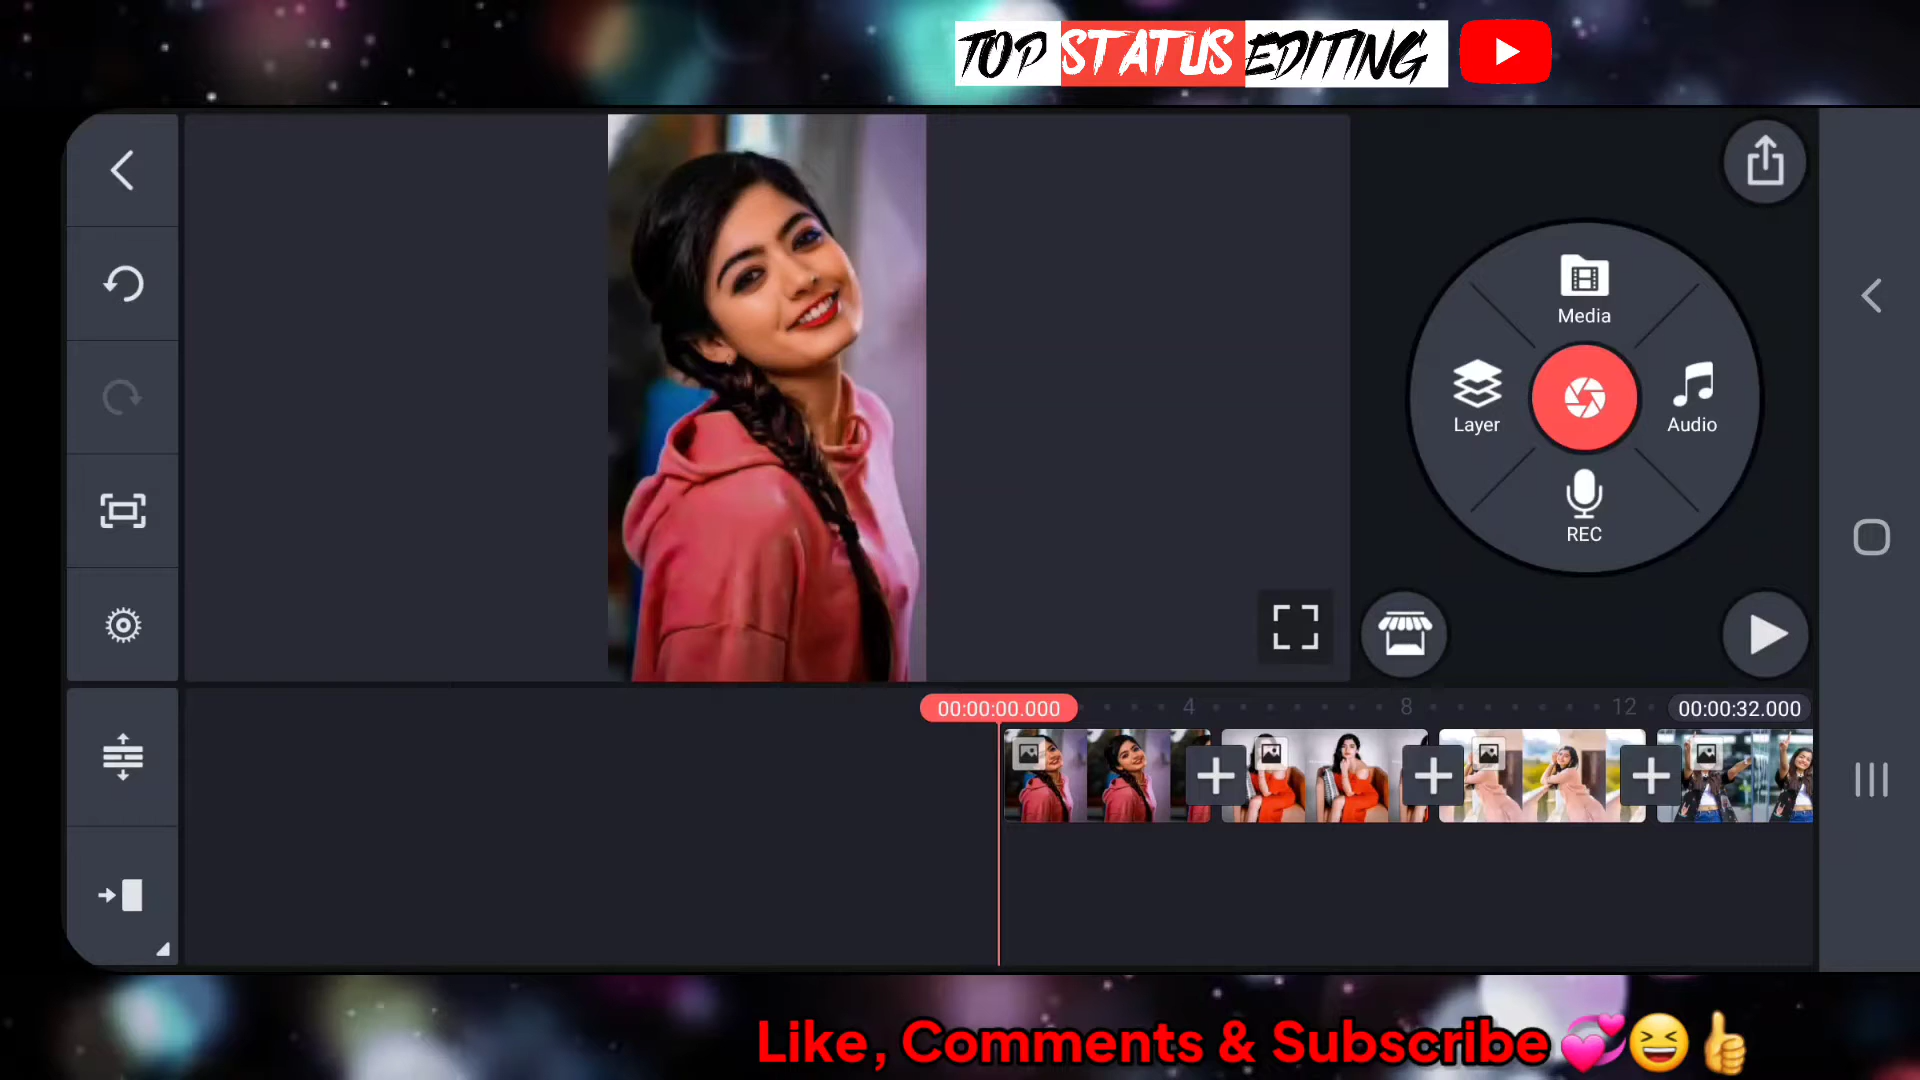 TOP STATUS EDITING
Media
Layer
Audio
REC
00:00:00.000
4
8
12
00:00:32.000
Like, Comments & Subscribe 💞😆👍